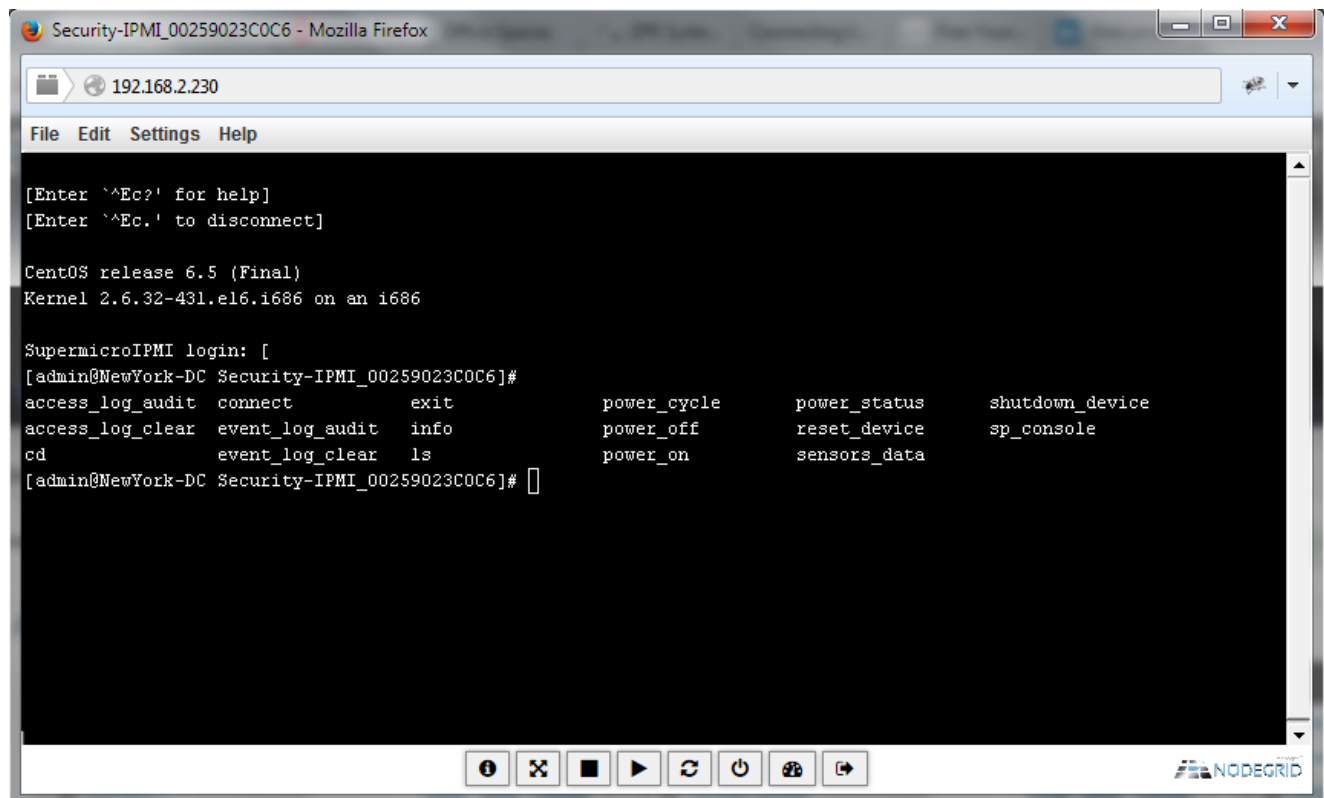 Security-IPMI_00259023C0C6 - Mozilla Firefox
192.168.2.230
File Edit Settings Help
[Enter `^Ec?' for help]
[Enter `^Ec.' to disconnect]
CentOS release 6.5 (Final)
Kernel 2.6.32-431.el6.i686 on an i686
SupermicroIPMI login: [
[admin@NewYork-DC Security-IPMI_00259023C0C6]#
access_log_audit connect exit power_cycle power_status shutdown_device
access_log_clear event_log_audit info power_off reset_device sp_console
cd event_log_clear ls power_on sensors_data
[admin@NewYork-DC Security-IPMI_00259023C0C6]#
NODEGRID